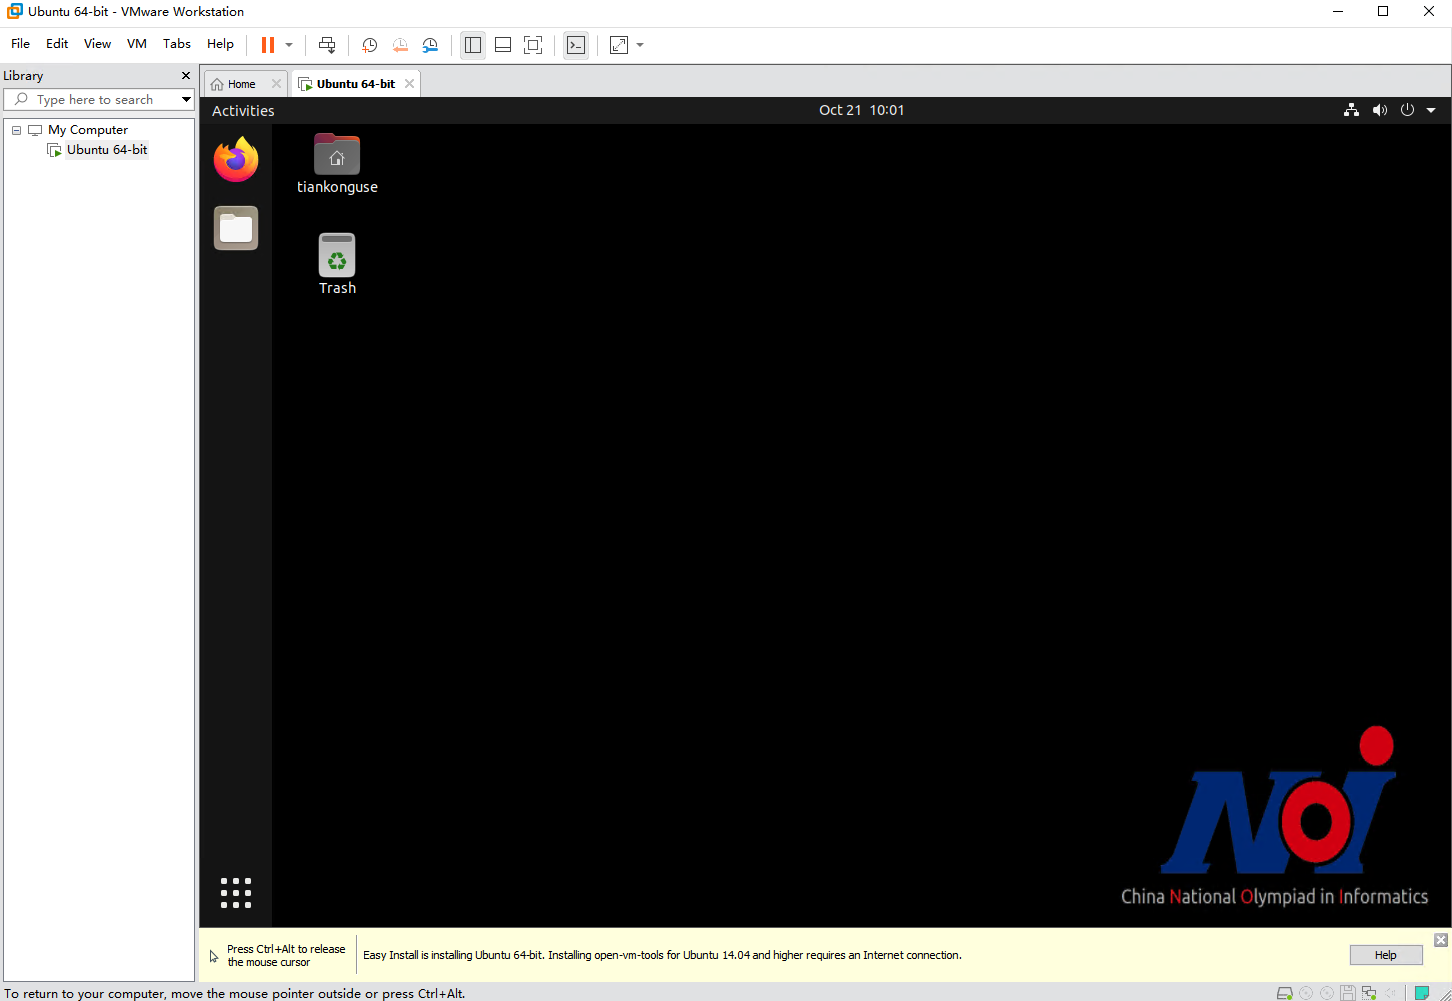 Ubuntu 64-bit - VMware Workstation
File Edit View VM Tabs Help
Library
Type here to search
My Computer
Ubuntu 64-bit
Home
Ubuntu 64-bit
Activities
Oct 21 10:01
tiankonguse
Trash
NOI
China National Olympiad in Informatics
Press Ctrl+Alt to release
the mouse cursor
Easy Install is installing Ubuntu 64-bit. Installing open-vm-tools for Ubuntu 14.04 and higher requires an Internet connection.
Help
To return to your computer, move the mouse pointer outside or press Ctrl+Alt.